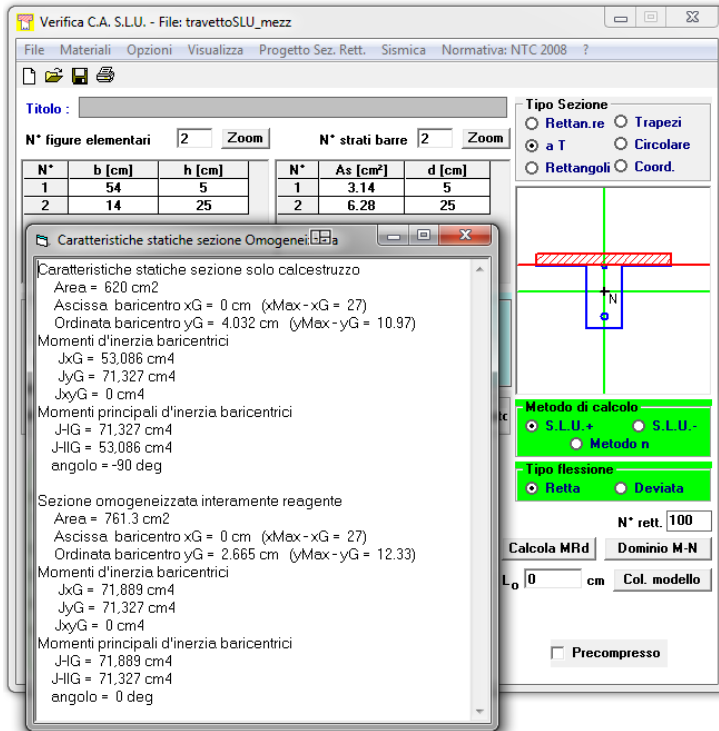 Verifica C.A. S.L.U. - File: travettoSLU_mezz
File Materiali Opzioni Visualizza Progetto Sez. Rett. Sismica Normativa: NTC 2008 ?
Titolo :
N° figure elementari 2 Zoom N° strati barre 2 Zoom
N° b [cm] h [cm]
1 54 5
2 14 25
N° As [cm²] d [cm]
1 3.14 5
2 6.28 25
Tipo Sezione
Rettan.re Trapezi
a T Circolare
Rettangoli Coord.
N
Caratteristiche statiche sezione Omogenei
Caratteristiche statiche sezione solo calcestruzzo
Area = 620 cm2
Ascissa baricentro xG = 0 cm (xMax-xG = 27)
Ordinata baricentro yG = 4.032 cm (yMax-yG = 10.97)
Momenti d'inerzia baricentrici
JxG = 53,086 cm4
JyG = 71,327 cm4
JxyG = 0 cm4
Momenti principali d'inerzia baricentrici
J-IG = 71,327 cm4
J-IIG = 53,086 cm4
angolo = -90 deg
Sezione omogeneizzata interamente reagente
Area = 761.3 cm2
Ascissa baricentro xG = 0 cm (xMax-xG = 27)
Ordinata baricentro yG = 2.665 cm (yMax-yG = 12.33)
Momenti d'inerzia baricentrici
JxG = 71,889 cm4
JyG = 71,327 cm4
JxyG = 0 cm4
Momenti principali d'inerzia baricentrici
J-IG = 71,889 cm4
J-IIG = 71,327 cm4
angolo = 0 deg
Metodo di calcolo
S.L.U.+ S.L.U.-
Metodo n
Tipo flessione
Retta Deviata
N° rett. 100
Calcola MRd Dominio M-N
Lo 0 cm Col. modello
Precompresso